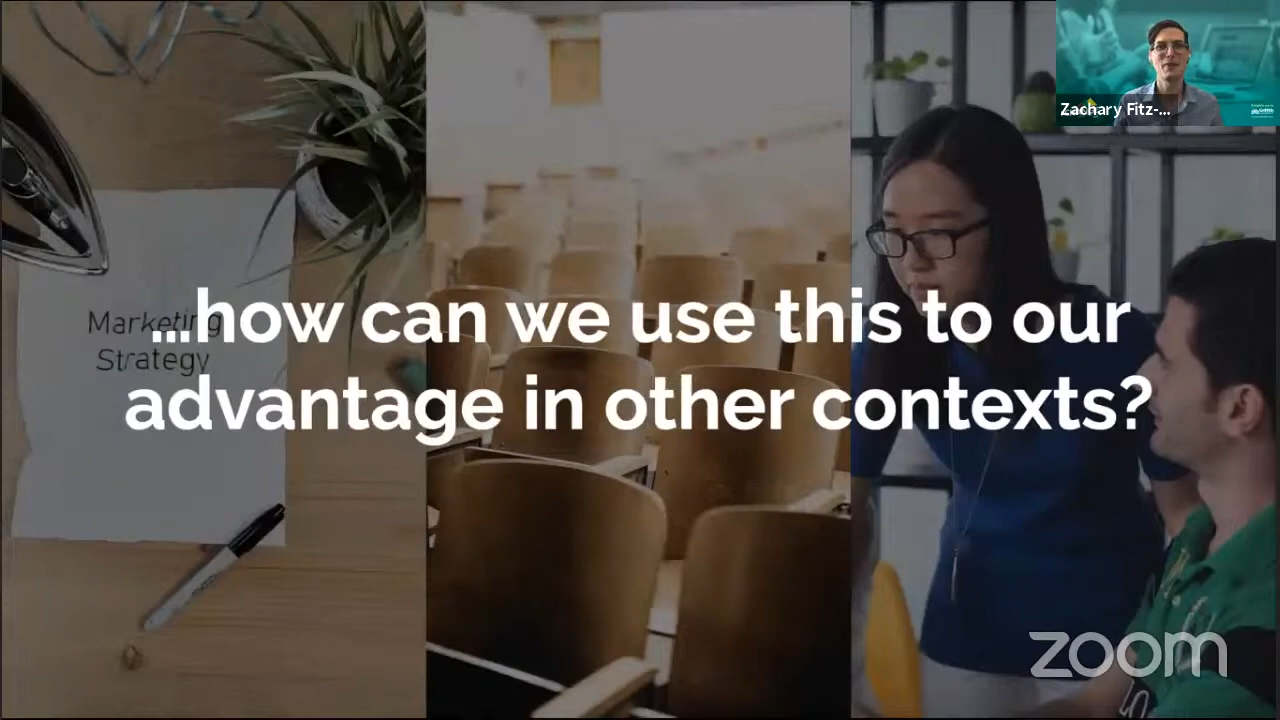 Zachary Fitz-...
Marketing
Strategy
...how can we use this to our
advantage in other contexts?
zoom